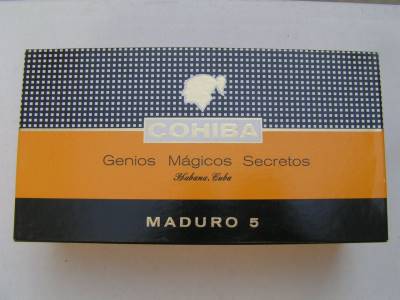 COHIBA
Genios Mágicos Secretos
Habana, Cuba
MADURO 5